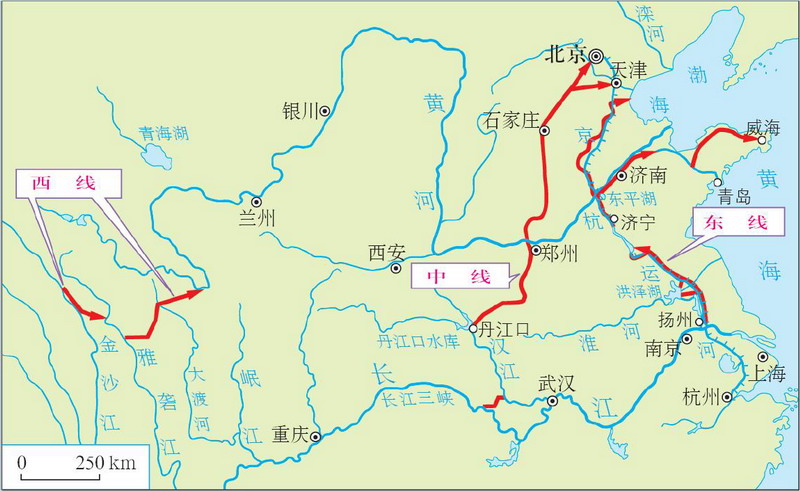 滦河
北京
天津
渤海
银川
黄河
石家庄
京杭运河
威海
青海湖
济南
黄海
西 线
东平湖
青岛
兰州
济宁
东 线
西安
郑州
中 线
洪泽湖
丹江口
扬州
丹江口水库
汉江
淮河
南京
金沙江
雅砻江
大渡河
岷江
长江
长江三峡
武汉
上海
杭州
重庆
0 250 km